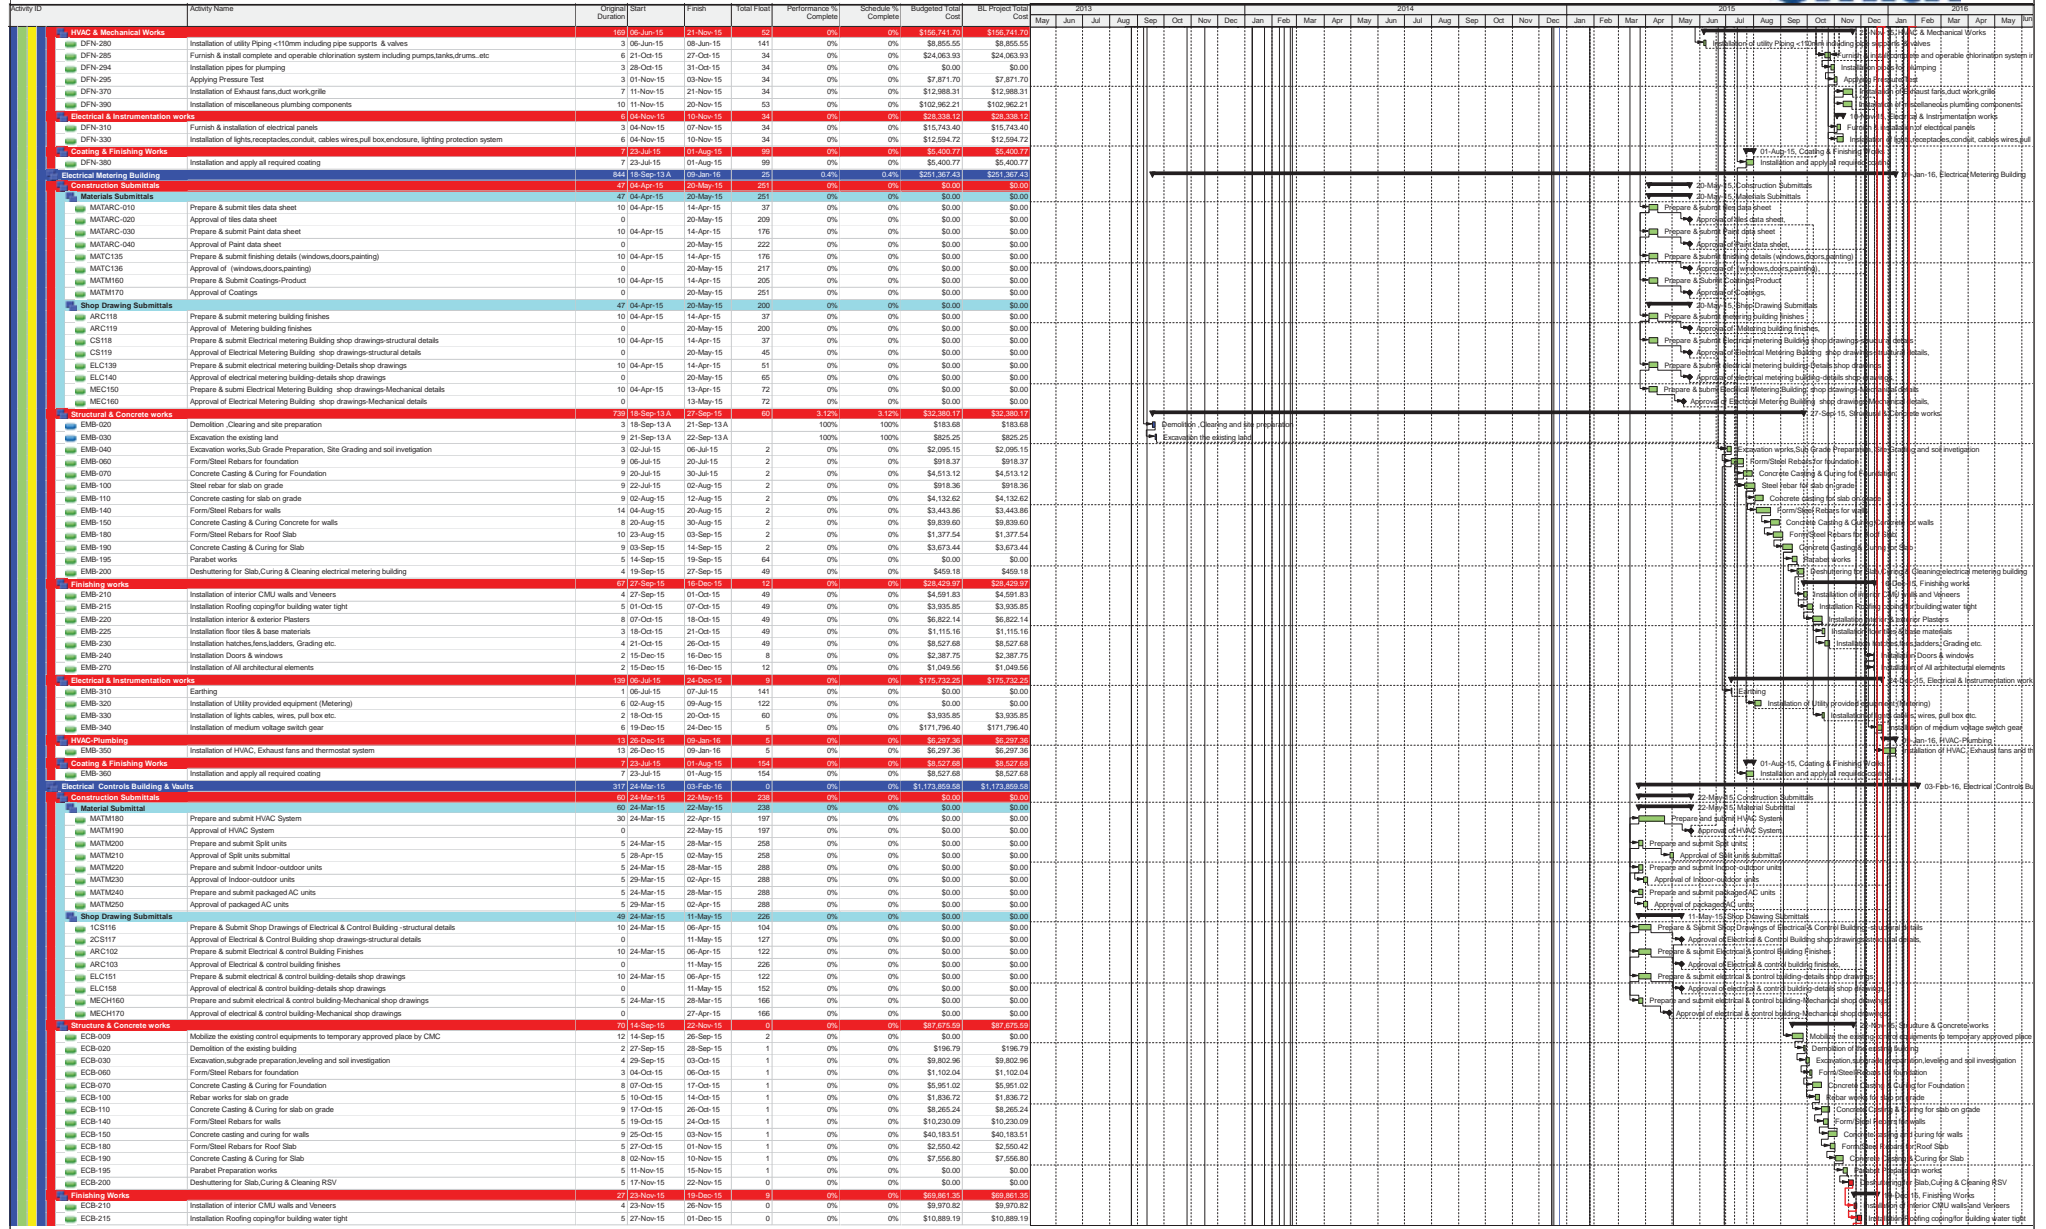 Activity ID Activity Name Original Duration Start Finish Total Float Performance % Complete Schedule % Complete Budgeted Total Cost BL Project Total Cost
2013 2014 2015 2016
May Jun Jul Aug Sep Oct Nov Dec Jan Feb Mar Apr May Jun Jul Aug Sep Oct Nov Dec Jan Feb Mar Apr May Jun Jul Aug Sep Oct Nov Dec Jan Feb Mar Apr May Jun
HVAC & Mechanical Works 169 06-Jun-15 21-Nov-15 52 0% 0% $156,741.70 $156,741.70
DFN-280 Installation of utility Piping <110mm including pipe supports & valves 3 06-Jun-15 08-Jun-15 141 0% 0% $8,855.55 $8,855.55
DFN-285 Furnish & install complete and operable chlorination system including pumps,tanks,drums..etc 6 21-Oct-15 27-Oct-15 34 0% 0% $24,063.93 $24,063.93
DFN-294 Installation pipes for plumping 3 28-Oct-15 31-Oct-15 34 0% 0% $0.00 $0.00
DFN-295 Applying Pressure Test 3 01-Nov-15 03-Nov-15 34 0% 0% $7,871.70 $7,871.70
DFN-370 Installation of Exhaust fans,duct work,grille 7 11-Nov-15 21-Nov-15 34 0% 0% $12,988.31 $12,988.31
DFN-390 Installation of miscellaneous plumbing components 10 11-Nov-15 20-Nov-15 53 0% 0% $102,962.21 $102,962.21
Electrical & Instrumentation works 6 04-Nov-15 10-Nov-15 34 0% 0% $28,338.12 $28,338.12
DFN-310 Furnish & installation of electrical panels 3 04-Nov-15 07-Nov-15 34 0% 0% $15,743.40 $15,743.40
DFN-330 Installation of lights,receptacles,conduit, cables wires,pull box,enclosure, lighting protection system 6 04-Nov-15 10-Nov-15 34 0% 0% $12,594.72 $12,594.72
Coating & Finishing Works 7 23-Jul-15 01-Aug-15 99 0% 0% $5,400.77 $5,400.77
DFN-380 Installation and apply all required coating 7 23-Jul-15 01-Aug-15 99 0% 0% $5,400.77 $5,400.77
Electrical Metering Building 844 18-Sep-13 A 09-Jan-16 25 0.4% 0.4% $251,367.43 $251,367.43
Construction Submittals 47 04-Apr-15 20-May-15 251 0% 0% $0.00 $0.00
Materials Submittals 47 04-Apr-15 20-May-15 251 0% 0% $0.00 $0.00
MATARC-010 Prepare & submit tiles data sheet 10 04-Apr-15 14-Apr-15 37 0% 0% $0.00 $0.00
MATARC-020 Approval of tiles data sheet 0 20-May-15 209 0% 0% $0.00 $0.00
MATARC-030 Prepare & submit Paint data sheet 10 04-Apr-15 14-Apr-15 176 0% 0% $0.00 $0.00
MATARC-040 Approval of Paint data sheet 0 20-May-15 222 0% 0% $0.00 $0.00
MATC135 Prepare & submit finishing details (windows,doors,painting) 10 04-Apr-15 14-Apr-15 176 0% 0% $0.00 $0.00
MATC136 Approval of (windows,doors,painting) 0 20-May-15 217 0% 0% $0.00 $0.00
MATM160 Prepare & Submit Coatings-Product 10 04-Apr-15 14-Apr-15 205 0% 0% $0.00 $0.00
MATM170 Approval of Coatings 0 20-May-15 251 0% 0% $0.00 $0.00
Shop Drawing Submittals 47 04-Apr-15 20-May-15 200 0% 0% $0.00 $0.00
ARC118 Prepare & submit metering building finishes 10 04-Apr-15 14-Apr-15 37 0% 0% $0.00 $0.00
ARC119 Approval of Metering building finishes 0 20-May-15 200 0% 0% $0.00 $0.00
CS118 Prepare & submit Electrical metering Building shop drawings-structural details 10 04-Apr-15 14-Apr-15 37 0% 0% $0.00 $0.00
CS119 Approval of Electrical Metering Building shop drawings-structural details 0 20-May-15 45 0% 0% $0.00 $0.00
ELC139 Prepare & submit electrical metering building-Details shop drawings 10 04-Apr-15 14-Apr-15 51 0% 0% $0.00 $0.00
ELC140 Approval of electrical metering building-details shop drawings 0 20-May-15 65 0% 0% $0.00 $0.00
MEC150 Prepare & submi Electrical Metering Building shop drawings-Mechanical details 10 04-Apr-15 13-Apr-15 72 0% 0% $0.00 $0.00
MEC160 Approval of Electrical Metering Building shop drawings-Mechanical details 0 13-May-15 72 0% 0% $0.00 $0.00
Structural & Concrete works 739 18-Sep-13 A 27-Sep-15 60 3.12% 3.12% $32,380.17 $32,380.17
EMB-020 Demolition ,Clearing and site preparation 3 18-Sep-13 A 21-Sep-13 A 100% 100% $183.68 $183.68
EMB-030 Excavation the existing land 9 21-Sep-13 A 22-Sep-13 A 100% 100% $825.25 $825.25
EMB-040 Excavation works,Sub Grade Preparation, Site Grading and soil invetigation 3 02-Jul-15 06-Jul-15 2 0% 0% $2,095.15 $2,095.15
EMB-060 Form/Steel Rebars for foundation 9 06-Jul-15 20-Jul-15 2 0% 0% $918.37 $918.37
EMB-070 Concrete Casting & Curing for Foundation 9 20-Jul-15 30-Jul-15 2 0% 0% $4,513.12 $4,513.12
EMB-100 Steel rebar for slab on grade 9 22-Jul-15 02-Aug-15 2 0% 0% $918.36 $918.36
EMB-110 Concrete casting for slab on grade 9 02-Aug-15 12-Aug-15 2 0% 0% $4,132.62 $4,132.62
EMB-140 Form/Steel Rebars for walls 14 04-Aug-15 20-Aug-15 2 0% 0% $3,443.86 $3,443.86
EMB-150 Concrete Casting & Curing Concrete for walls 8 20-Aug-15 30-Aug-15 2 0% 0% $9,839.60 $9,839.60
EMB-180 Form/Steel Rebars for Roof Slab 10 23-Aug-15 03-Sep-15 2 0% 0% $1,377.54 $1,377.54
EMB-190 Concrete Casting & Curing for Slab 9 03-Sep-15 14-Sep-15 2 0% 0% $3,673.44 $3,673.44
EMB-195 Parabet works 5 14-Sep-15 19-Sep-15 64 0% 0% $0.00 $0.00
EMB-200 Deshuttering for Slab,Curing & Cleaning electrical metering building 4 19-Sep-15 27-Sep-15 49 0% 0% $459.18 $459.18
Finishing works 67 27-Sep-15 16-Dec-15 12 0% 0% $28,429.97 $28,429.97
EMB-210 Installation of interior CMU walls and Veneers 4 27-Sep-15 01-Oct-15 49 0% 0% $4,591.83 $4,591.83
EMB-215 Installation Roofing coping/for building water tight 5 01-Oct-15 07-Oct-15 49 0% 0% $3,935.85 $3,935.85
EMB-220 Installation interior & exterior Plasters 8 07-Oct-15 18-Oct-15 49 0% 0% $6,822.14 $6,822.14
EMB-225 Installation floor tiles & base materials 3 18-Oct-15 21-Oct-15 49 0% 0% $1,115.16 $1,115.16
EMB-230 Installation hatches,fens,ladders, Grading etc. 4 21-Oct-15 26-Oct-15 49 0% 0% $8,527.68 $8,527.68
EMB-240 Installation Doors & windows 2 15-Dec-15 16-Dec-15 8 0% 0% $2,387.75 $2,387.75
EMB-270 Installation of All architectural elements 2 15-Dec-15 16-Dec-15 12 0% 0% $1,049.56 $1,049.56
Electrical & Instrumentation works 139 06-Jul-15 24-Dec-15 9 0% 0% $175,732.25 $175,732.25
EMB-310 Earthing 1 06-Jul-15 07-Jul-15 141 0% 0% $0.00 $0.00
EMB-320 Installation of Utility provided equipment (Metering) 6 02-Aug-15 09-Aug-15 122 0% 0% $0.00 $0.00
EMB-330 Installation of lights cables, wires, pull box etc. 2 18-Oct-15 20-Oct-15 60 0% 0% $3,935.85 $3,935.85
EMB-340 Installation of medium voltage switch gear 6 19-Dec-15 24-Dec-15 5 0% 0% $171,796.40 $171,796.40
HVAC-Plumbing 13 26-Dec-15 09-Jan-16 5 0% 0% $6,297.36 $6,297.36
EMB-350 Installation of HVAC, Exhaust fans and thermostat system 13 26-Dec-15 09-Jan-16 5 0% 0% $6,297.36 $6,297.36
Coating & Finishing Works 7 23-Jul-15 01-Aug-15 154 0% 0% $8,527.68 $8,527.68
EMB-360 Installation and apply all required coating 7 23-Jul-15 01-Aug-15 154 0% 0% $8,527.68 $8,527.68
Electrical Controls Building & Vaults 317 24-Mar-15 03-Feb-16 0 0% 0% $1,173,859.58 $1,173,859.58
Construction Submittals 60 24-Mar-15 22-May-15 238 0% 0% $0.00 $0.00
Material Submittal 60 24-Mar-15 22-May-15 238 0% 0% $0.00 $0.00
MATM180 Prepare and submit HVAC System 30 24-Mar-15 22-Apr-15 197 0% 0% $0.00 $0.00
MATM190 Approval of HVAC System 0 22-May-15 197 0% 0% $0.00 $0.00
MATM200 Prepare and submit Split units 5 24-Mar-15 28-Mar-15 258 0% 0% $0.00 $0.00
MATM210 Approval of Split units submittal 5 28-Apr-15 02-May-15 258 0% 0% $0.00 $0.00
MATM220 Prepare and submit Indoor-outdoor units 5 24-Mar-15 28-Mar-15 288 0% 0% $0.00 $0.00
MATM230 Approval of Indoor-outdoor units 5 29-Mar-15 02-Apr-15 288 0% 0% $0.00 $0.00
MATM240 Prepare and submit packaged AC units 5 24-Mar-15 28-Mar-15 288 0% 0% $0.00 $0.00
MATM250 Approval of packaged AC units 5 29-Mar-15 02-Apr-15 288 0% 0% $0.00 $0.00
Shop Drawing Submittals 49 24-Mar-15 11-May-15 226 0% 0% $0.00 $0.00
1CS116 Prepare & Submit Shop Drawings of Electrical & Control Building -structural details 10 24-Mar-15 06-Apr-15 104 0% 0% $0.00 $0.00
2CS117 Approval of Electrical & Control Building shop drawings-structural details 0 11-May-15 127 0% 0% $0.00 $0.00
ARC102 Prepare & submit Electrical & control Building Finishes 10 24-Mar-15 06-Apr-15 122 0% 0% $0.00 $0.00
ARC103 Approval of Electrical & control building finishes 0 11-May-15 226 0% 0% $0.00 $0.00
ELC151 Prepare & submit electrical & control building-details shop drawings 10 24-Mar-15 06-Apr-15 122 0% 0% $0.00 $0.00
ELC158 Approval of electrical & control building-details shop drawings 0 11-May-15 152 0% 0% $0.00 $0.00
MECH160 Prepare and submit electrical & control building-Mechanical shop drawings 5 24-Mar-15 28-Mar-15 166 0% 0% $0.00 $0.00
MECH170 Approval of electrical & control building-Mechanical shop drawings 0 27-Apr-15 166 0% 0% $0.00 $0.00
Structure & Concrete works 70 14-Sep-15 22-Nov-15 0 0% 0% $87,675.59 $87,675.59
ECB-009 Mobilize the existing control equipments to temporary approved place by CMC 12 14-Sep-15 26-Sep-15 2 0% 0% $0.00 $0.00
ECB-020 Demolition of the existing building 2 27-Sep-15 28-Sep-15 1 0% 0% $196.79 $196.79
ECB-030 Excavation,subgrade preparation,leveling and soil investigation 4 29-Sep-15 03-Oct-15 1 0% 0% $9,802.96 $9,802.96
ECB-060 Form/Steel Rebars for foundation 3 04-Oct-15 06-Oct-15 1 0% 0% $1,102.04 $1,102.04
ECB-070 Concrete Casting & Curing for Foundation 8 07-Oct-15 17-Oct-15 1 0% 0% $5,951.02 $5,951.02
ECB-100 Rebar works for slab on grade 5 10-Oct-15 14-Oct-15 1 0% 0% $1,836.72 $1,836.72
ECB-110 Concrete Casting & Curing for slab on grade 9 17-Oct-15 26-Oct-15 1 0% 0% $8,265.24 $8,265.24
ECB-140 Form/Steel Rebars for walls 5 19-Oct-15 24-Oct-15 1 0% 0% $10,230.09 $10,230.09
ECB-150 Concrete casting and curing for walls 9 25-Oct-15 03-Nov-15 1 0% 0% $40,183.51 $40,183.51
ECB-180 Form/Steel Rebars for Roof Slab 5 27-Oct-15 01-Nov-15 1 0% 0% $2,550.42 $2,550.42
ECB-190 Concrete Casting & Curing for Slab 8 02-Nov-15 10-Nov-15 1 0% 0% $7,556.80 $7,556.80
ECB-195 Parabet Preparation works 5 11-Nov-15 15-Nov-15 1 0% 0% $0.00 $0.00
ECB-200 Deshuttering for Slab,Curing & Cleaning RSV 5 17-Nov-15 22-Nov-15 0 0% 0% $0.00 $0.00
Finishing Works 27 23-Nov-15 19-Dec-15 9 0% 0% $69,861.35 $69,861.35
ECB-210 Installation of interior CMU walls and Veneers 4 23-Nov-15 26-Nov-15 0 0% 0% $9,970.82 $9,970.82
ECB-215 Installation Roofing coping/for building water tight 5 27-Nov-15 01-Dec-15 0 0% 0% $10,889.19 $10,889.19